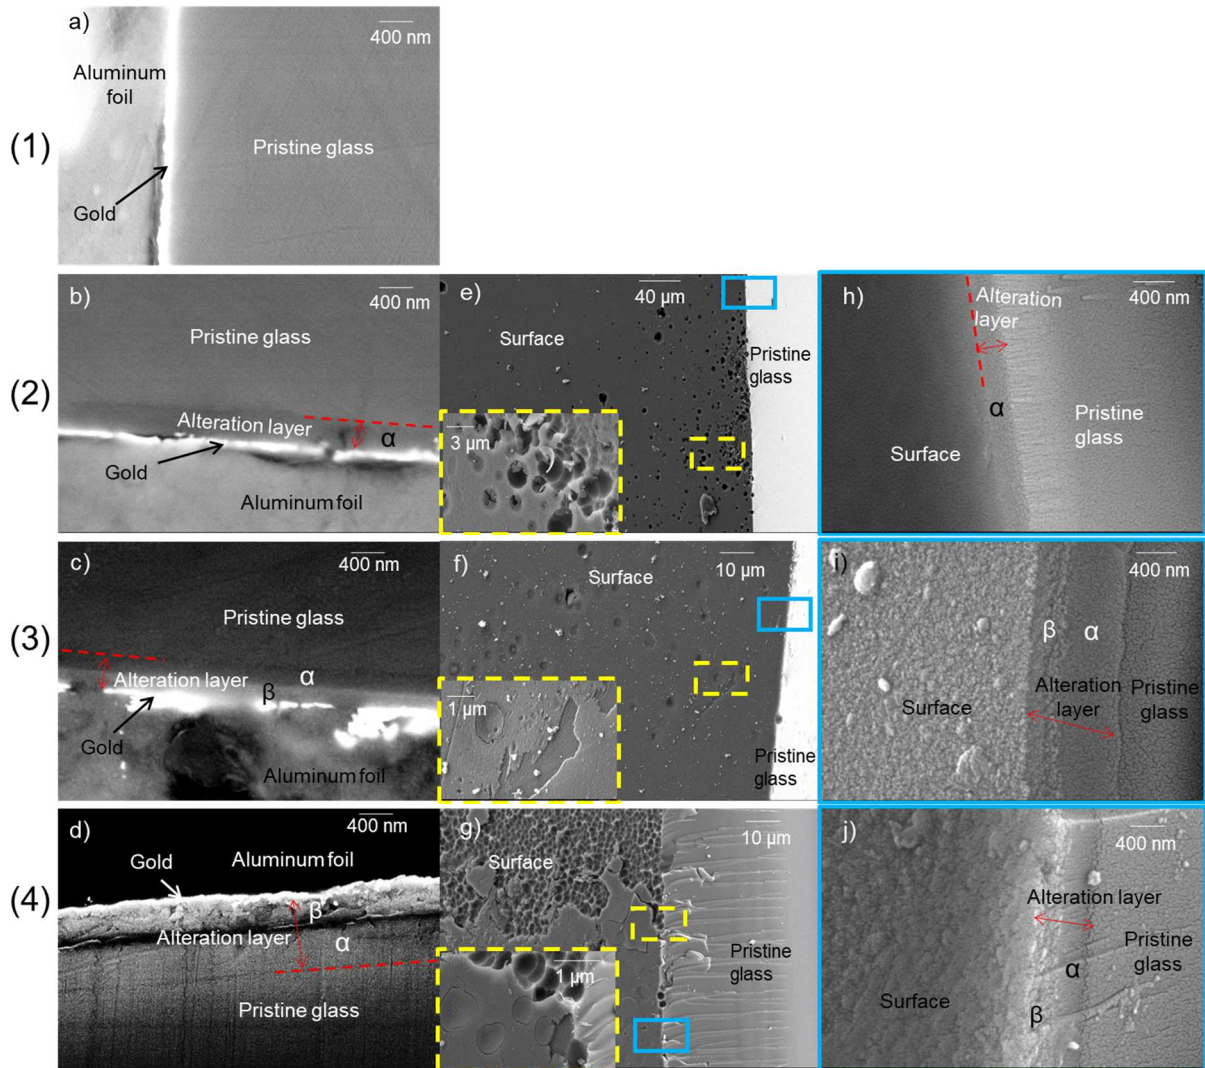 a)
400 nm
Aluminum
foil
(1)
Pristine glass
Gold
b)
400 nm
Pristine glass
(2)
Alteration layer
α
Gold
Aluminum foil
e)
40 µm
Surface
Pristine
glass
3 µm
h)
Alteration
layer
400 nm
α
Pristine
glass
Surface
c)
400 nm
Pristine glass
(3)
Alteration layer
α
β
Gold
Aluminum foil
f)
Surface
10 µm
1 µm
Pristine
glass
i)
400 nm
β
α
Alteration
layer
Pristine
glass
Surface
d)
400 nm
Gold
Aluminum foil
(4)
β
Alteration layer
α
Pristine glass
g)
10 µm
Surface
Pristine
glass
1 µm
j)
400 nm
Alteration layer
Pristine
glass
α
Surface
β